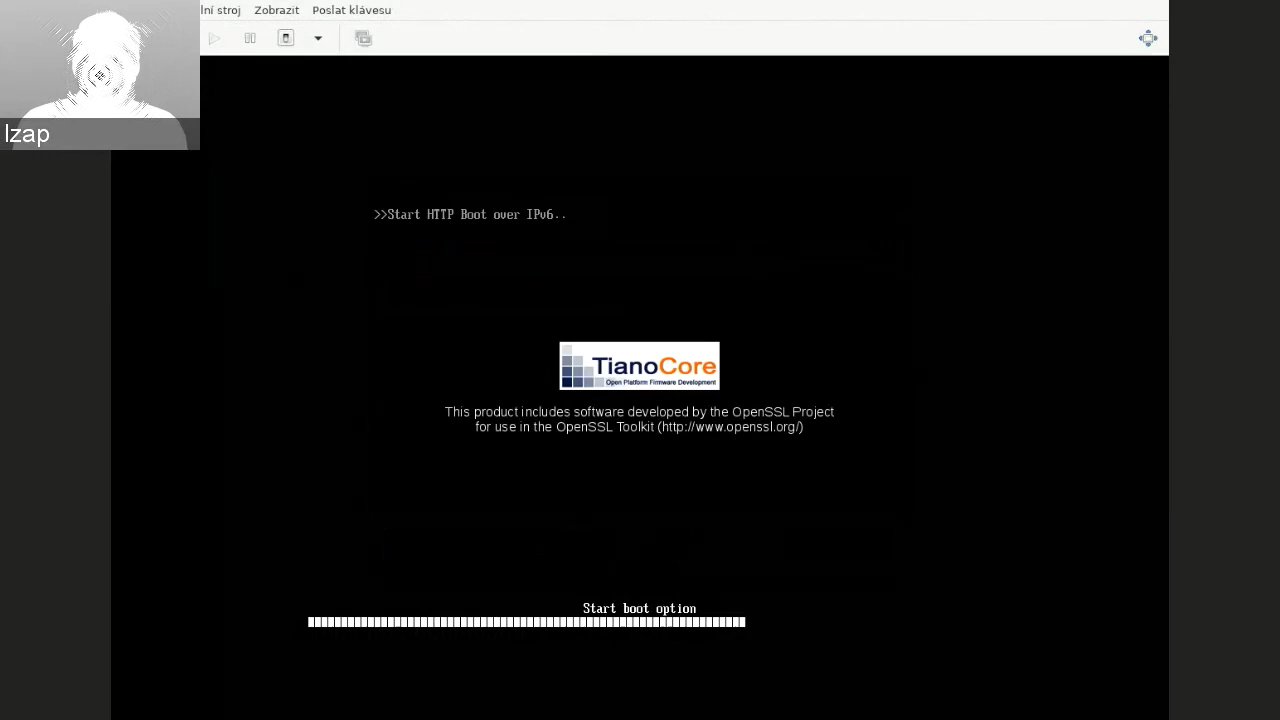 lní stroj Zobrazit Poslat klávesu
lzap
>>Start HTTP Boot over IPv6..
TianoCore
Open Platform Firmware Development
This product includes software developed by the OpenSSL Project
for use in the OpenSSL Toolkit (http://www.openssl.org/)
Start boot option